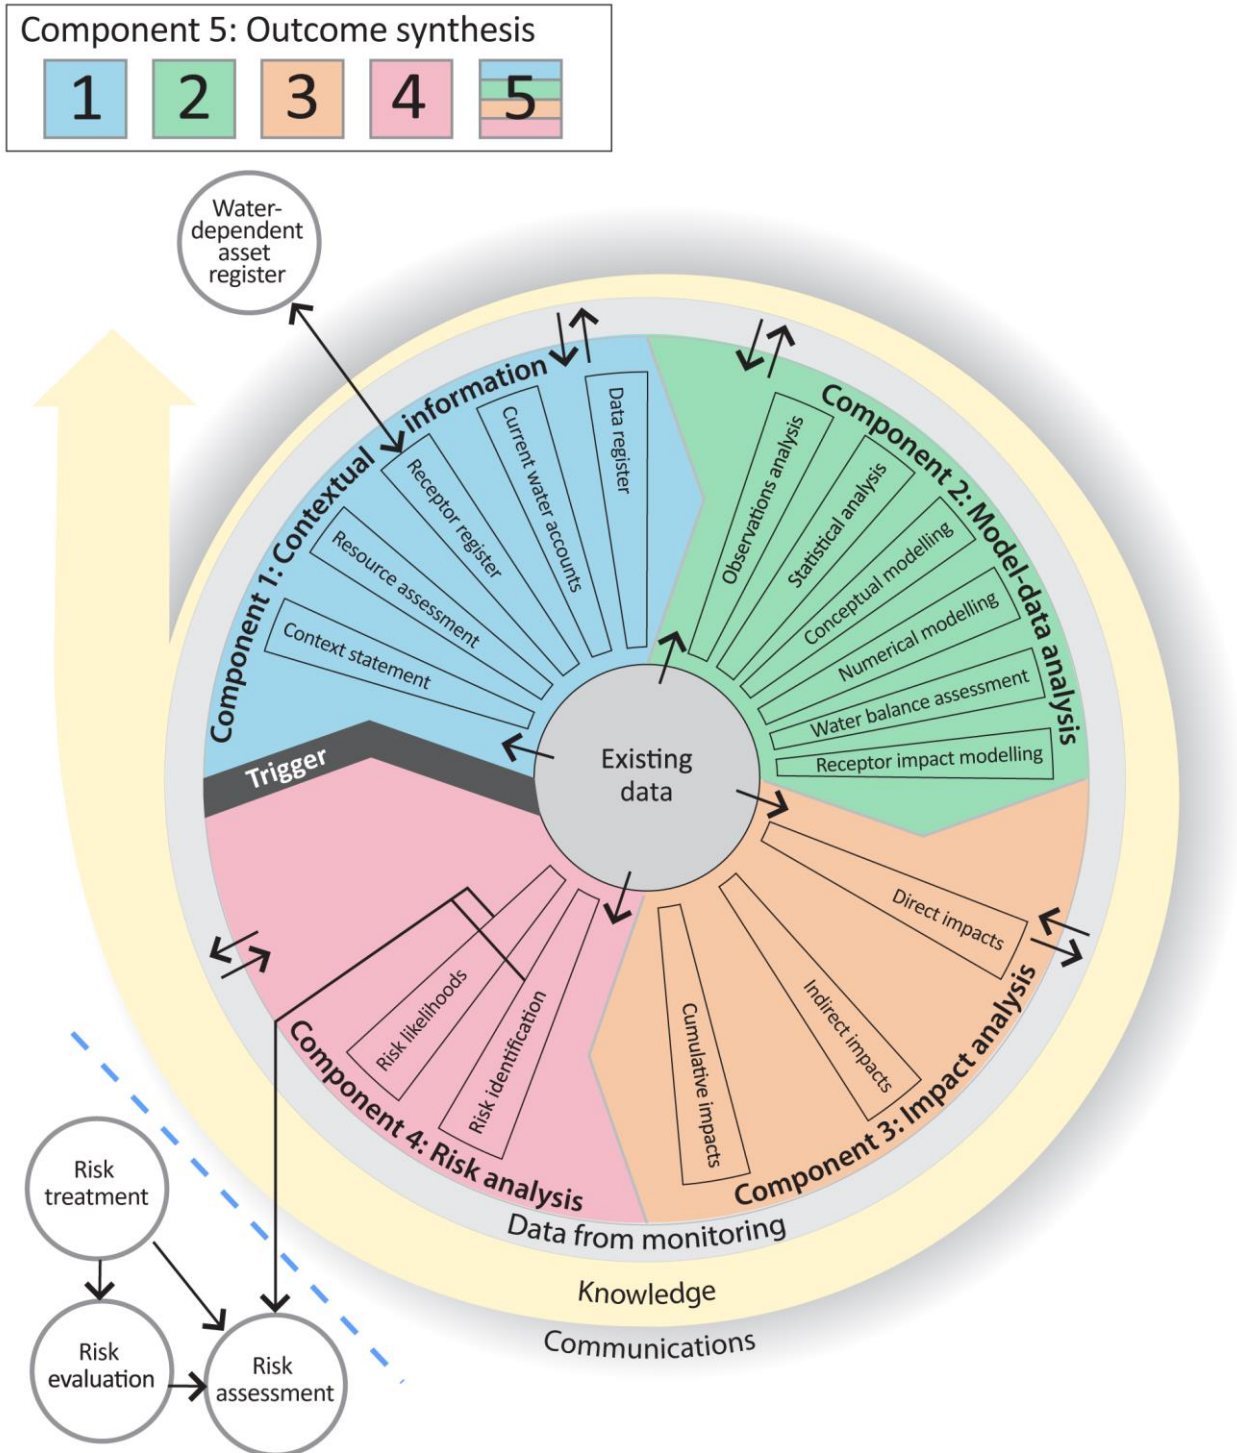 Component 5: Outcome synthesis
1 2 3 4 5
Water-
dependent
asset
register
Component 1: Contextual information
Context statement
Resource assessment
Receptor register
Current water accounts
Data register
Component 2: Model-data analysis
Observations analysis
Statistical analysis
Conceptual modelling
Numerical modelling
Water balance assessment
Receptor impact modelling
Trigger
Existing
data
Component 3: Impact analysis
Direct impacts
Indirect impacts
Cumulative impacts
Component 4: Risk analysis
Risk likelihoods
Risk identification
Data from monitoring
Knowledge
Communications
Risk
treatment
Risk
evaluation
Risk
assessment